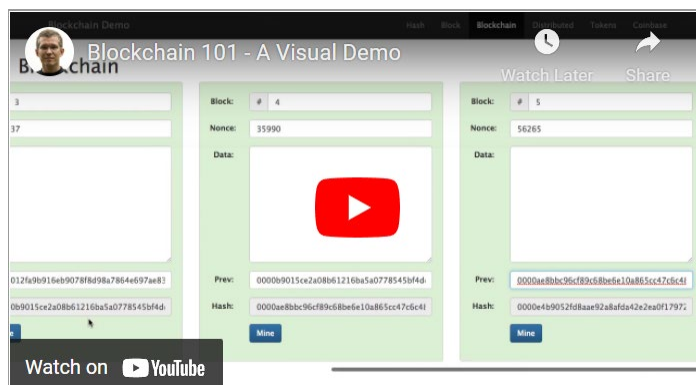 Blockchain Demo
Hash Block Blockchain Distributed Tokens Coinbase
Blockchain 101 - A Visual Demo
Watch Later Share
3
Block: # 4
Block: # 5
37
Nonce: 35990
Nonce: 56265
Data:
Data:
012fa9b916eb9078f8d98a7864e697ae83
Prev: 0000b9015ce2a08b61216ba5a0778545bf4d
Prev: 0000ae8bbc96cf89c68be6e10a865cc47c6c4
0b9015ce2a08b61216ba5a0778545bf4d
Hash: 0000ae8bbc96cf89c68be6e10a865cc47c6c4
Hash: 0000e4b9052fd8aae92a8afda42e2ea0f17972
Mine
Mine
Watch on YouTube